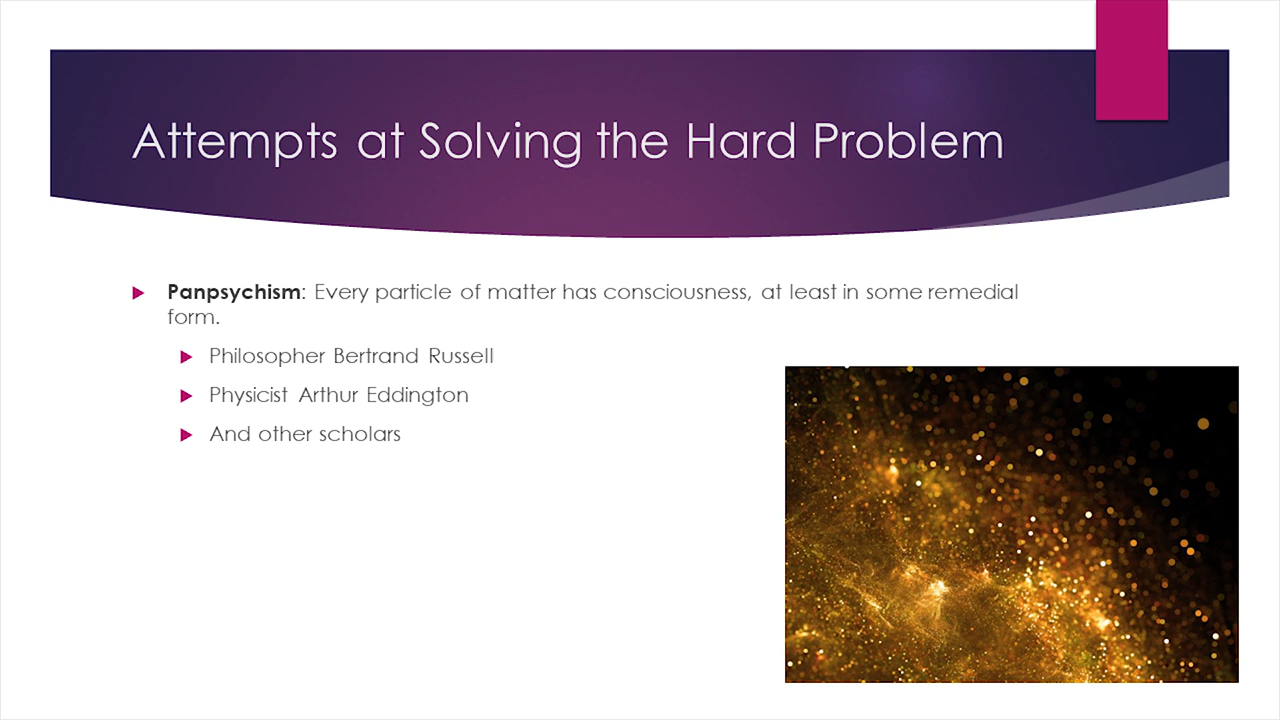 Attempts at Solving the Hard Problem
Panpsychism: Every particle of matter has consciousness, at least in some remedial
form.
Philosopher Bertrand Russell
Physicist Arthur Eddington
And other scholars